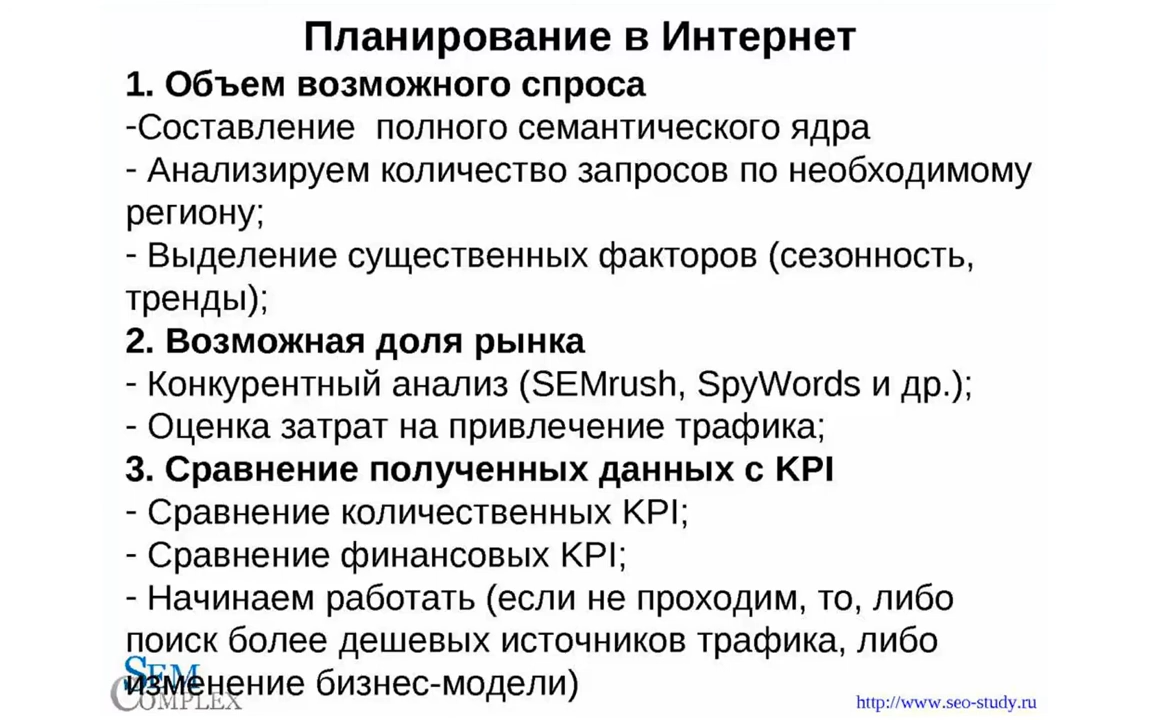 Планирование в Интернет
1. Объем возможного спроса
-Составление полного семантического ядра
- Анализируем количество запросов по необходимому
региону;
- Выделение существенных факторов (сезонность,
тренды);
2. Возможная доля рынка
- Конкурентный анализ (SEMrush, SpyWords и др.);
- Оценка затрат на привлечение трафика;
3. Сравнение полученных данных с KPI
- Сравнение количественных KPI;
- Сравнение финансовых KPI;
- Начинаем работать (если не проходим, то, либо
поиск более дешевых источников трафика, либо
изменение бизнес-модели)
SEM
COMPLEX
http://www.seo-study.ru